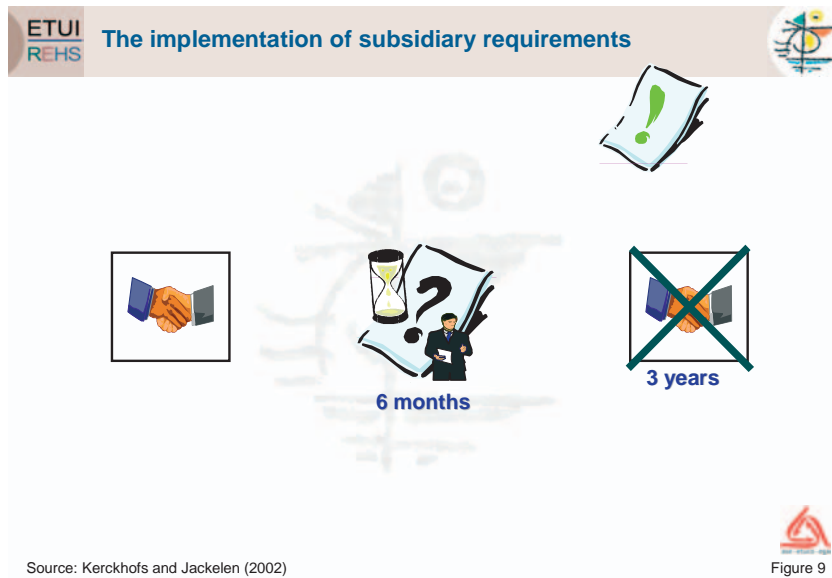 ETUI
REHS
The implementation of subsidiary requirements
6 months
3 years
Source: Kerckhofs and Jackelen (2002)
Figure 9